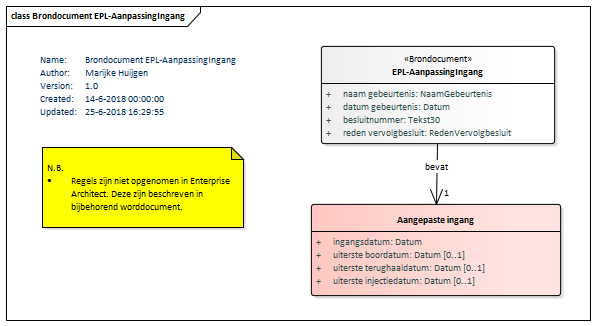 class Brondocument EPL-AanpassingIngang
Name: Brondocument EPL-AanpassingIngang
Author: Marijke Huijgen
Version: 1.0
Created: 14-6-2018 00:00:00
Updated: 25-6-2018 16:29:55
N.B.
• Regels zijn niet opgenomen in Enterprise
Architect. Deze zijn beschreven in
bijbehorend worddocument.
«Brondocument»
EPL-AanpassingIngang
+ naam gebeurtenis: NaamGebeurtenis
+ datum gebeurtenis: Datum
+ besluitnummer: Tekst30
+ reden vervolgbesluit: RedenVervolgbesluit
bevat
1
Aangepaste ingang
+ ingangsdatum: Datum
+ uiterste boordatum: Datum [0..1]
+ uiterste terughaaldatum: Datum [0..1]
+ uiterste injectiedatum: Datum [0..1]